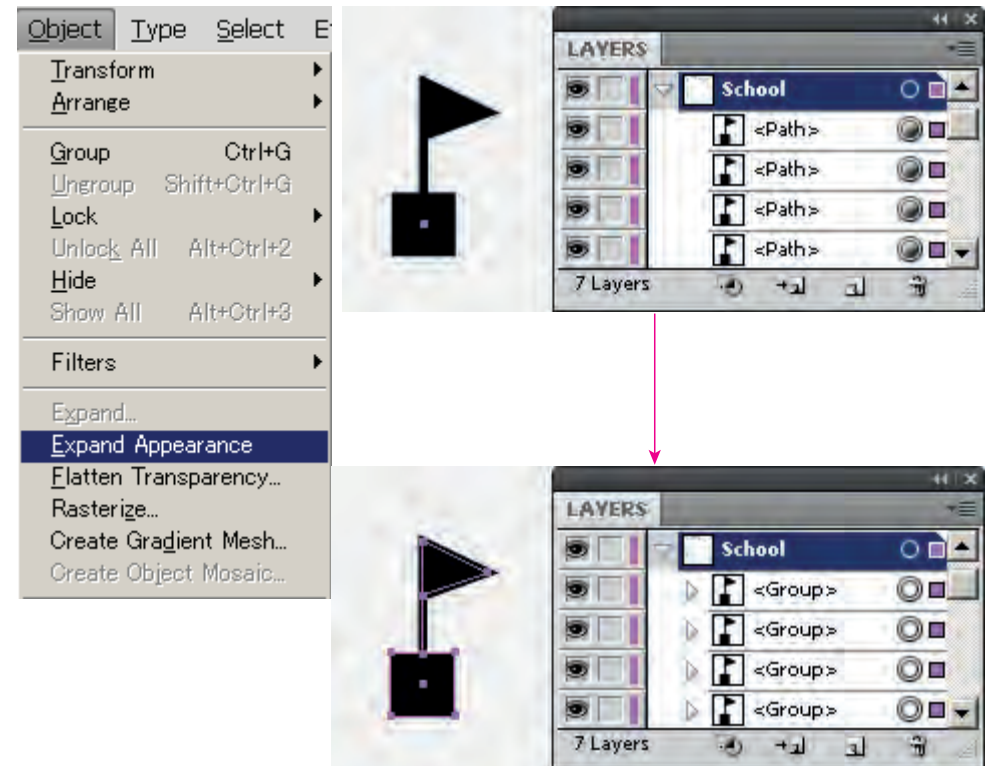 Object Type Select E
Transform
Arrange
Group Ctrl+G
Ungroup Shift+Ctrl+G
Lock
Unlock All Alt+Ctrl+2
Hide
Show All Alt+Ctrl+3
Filters
Expand...
Expand Appearance
Flatten Transparency...
Rasterize...
Create Gradient Mesh...
Create Object Mosaic...
LAYERS
School
<Path>
<Path>
<Path>
<Path>
7 Layers
LAYERS
School
<Group>
<Group>
<Group>
<Group>
7 Layers